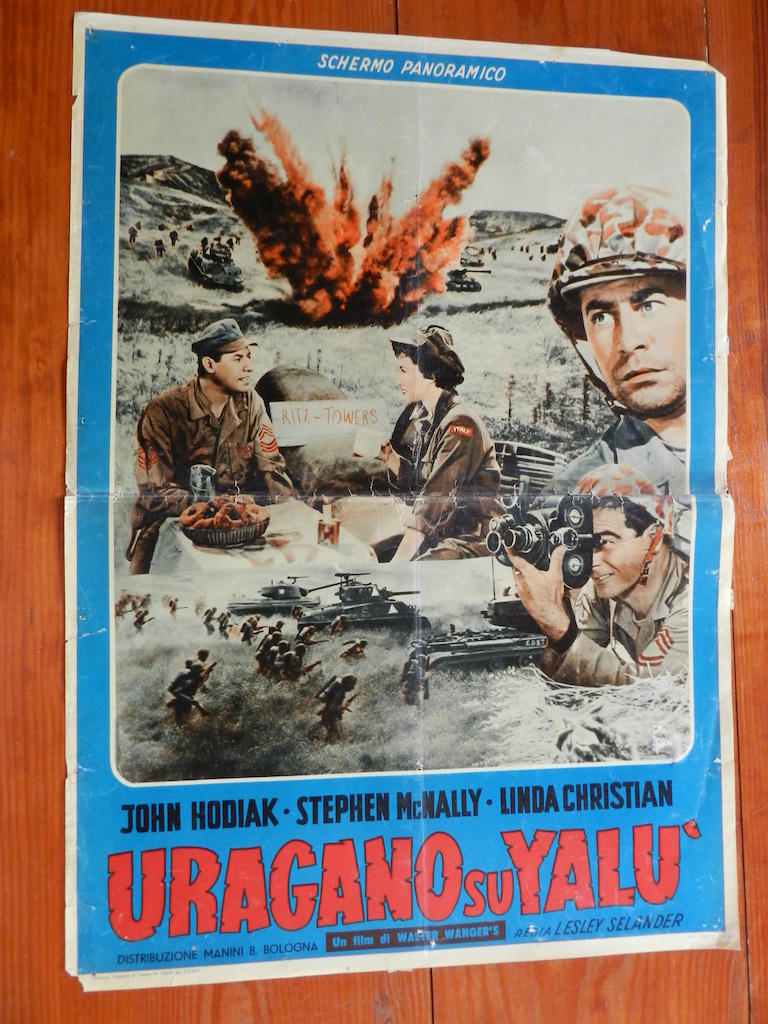 SCHERMO PANORAMICO
RITZ-TOWERS
ITALY
JOHN HODIAK · STEPHEN McNALLY · LINDA CHRISTIAN
URAGANO SU YALU'
DISTRIBUZIONE MANINI B. BOLOGNA
Un film di WALTER WANGER'S
REGIA LESLEY SELANDER